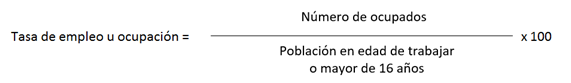 Número de ocupados
Tasa de empleo u ocupación = x 100
Población en edad de trabajar
o mayor de 16 años